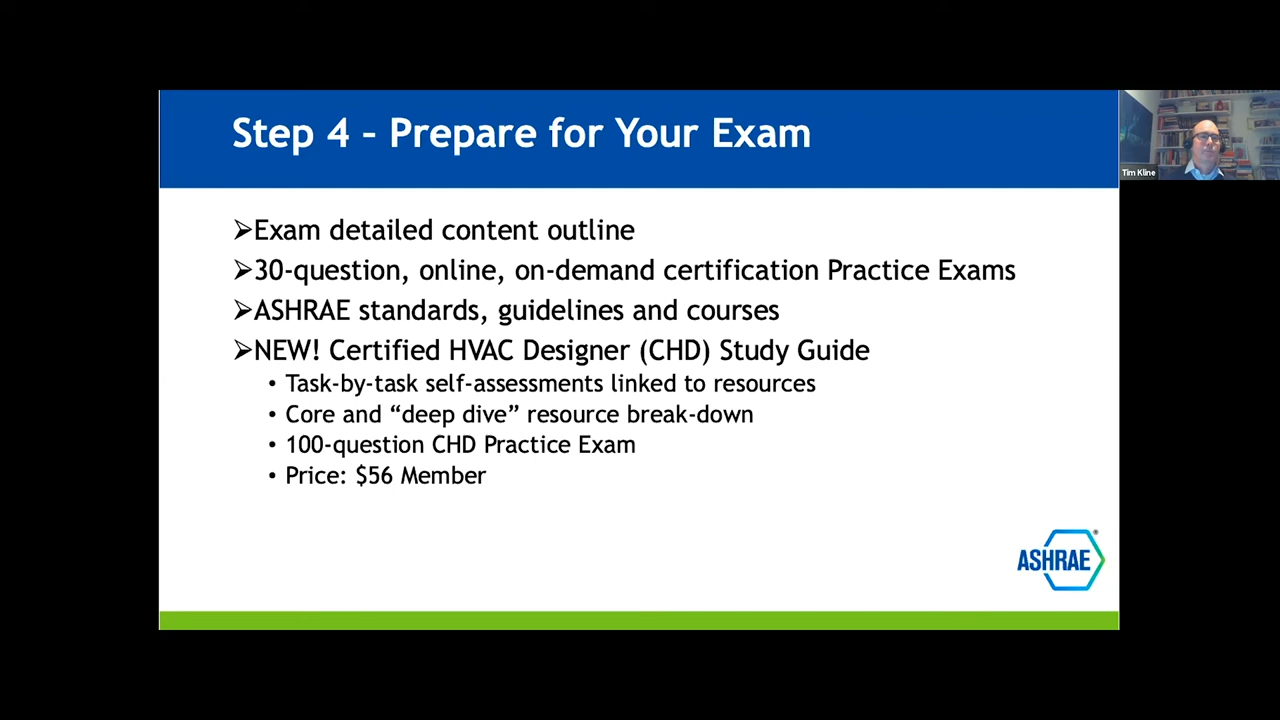 Step 4 – Prepare for Your Exam
Tim Kline
➢Exam detailed content outline
➢30-question, online, on-demand certification Practice Exams
➢ASHRAE standards, guidelines and courses
➢NEW! Certified HVAC Designer (CHD) Study Guide
• Task-by-task self-assessments linked to resources
• Core and “deep dive” resource break-down
• 100-question CHD Practice Exam
• Price: $56 Member
ASHRAE®